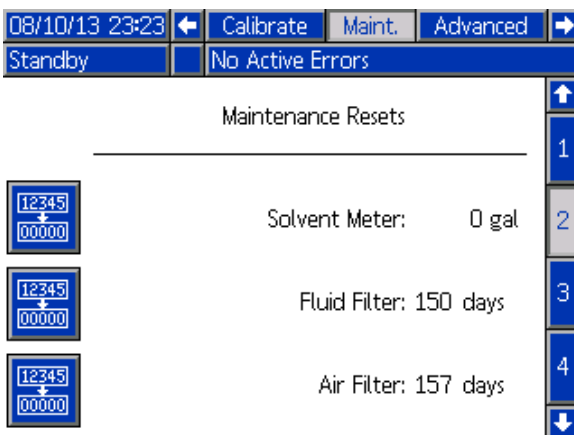 08/10/13 23:23 Calibrate Maint. Advanced
Standby No Active Errors
Maintenance Resets
1
12345
00000
Solvent Meter: 0 gal
2
12345
00000
Fluid Filter: 150 days
3
12345
00000
Air Filter: 157 days
4